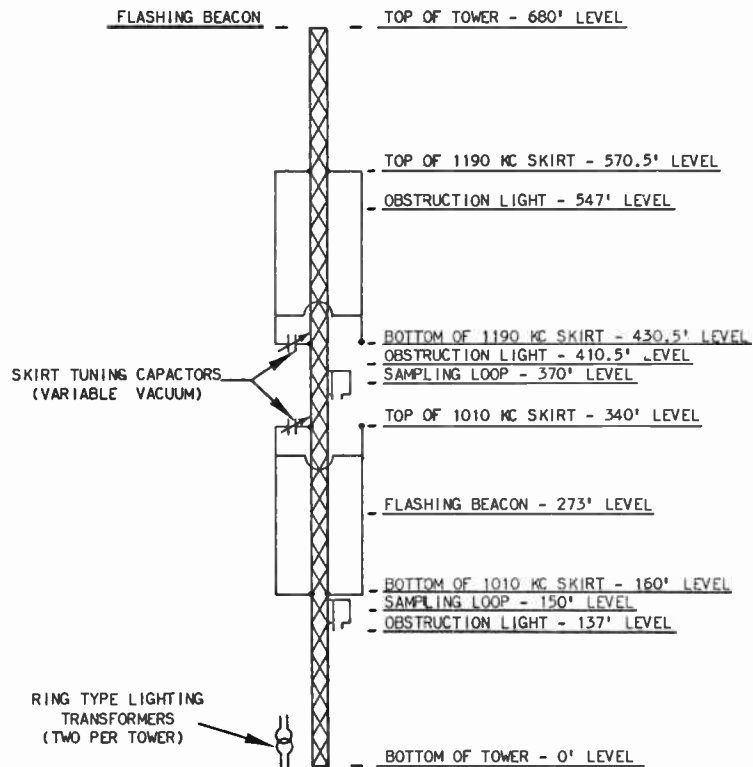 FLASHING BEACON
TOP OF TOWER - 680' LEVEL
TOP OF 1190 KC SKIRT - 570.5' LEVEL
OBSTRUCTION LIGHT - 547' LEVEL
BOTTOM OF 1190 KC SKIRT - 430.5' LEVEL
OBSTRUCTION LIGHT - 410.5' LEVEL
SAMPLING LOOP - 370' LEVEL
SKIRT TUNING CAPACTORS
(VARIABLE VACUUM)
TOP OF 1010 KC SKIRT - 340' LEVEL
FLASHING BEACON - 273' LEVEL
BOTTOM OF 1010 KC SKIRT - 160' LEVEL
SAMPLING LOOP - 150' LEVEL
OBSTRUCTION LIGHT - 137' LEVEL
RING TYPE LIGHTING
TRANSFORMERS
(TWO PER TOWER)
BOTTOM OF TOWER - 0' LEVEL